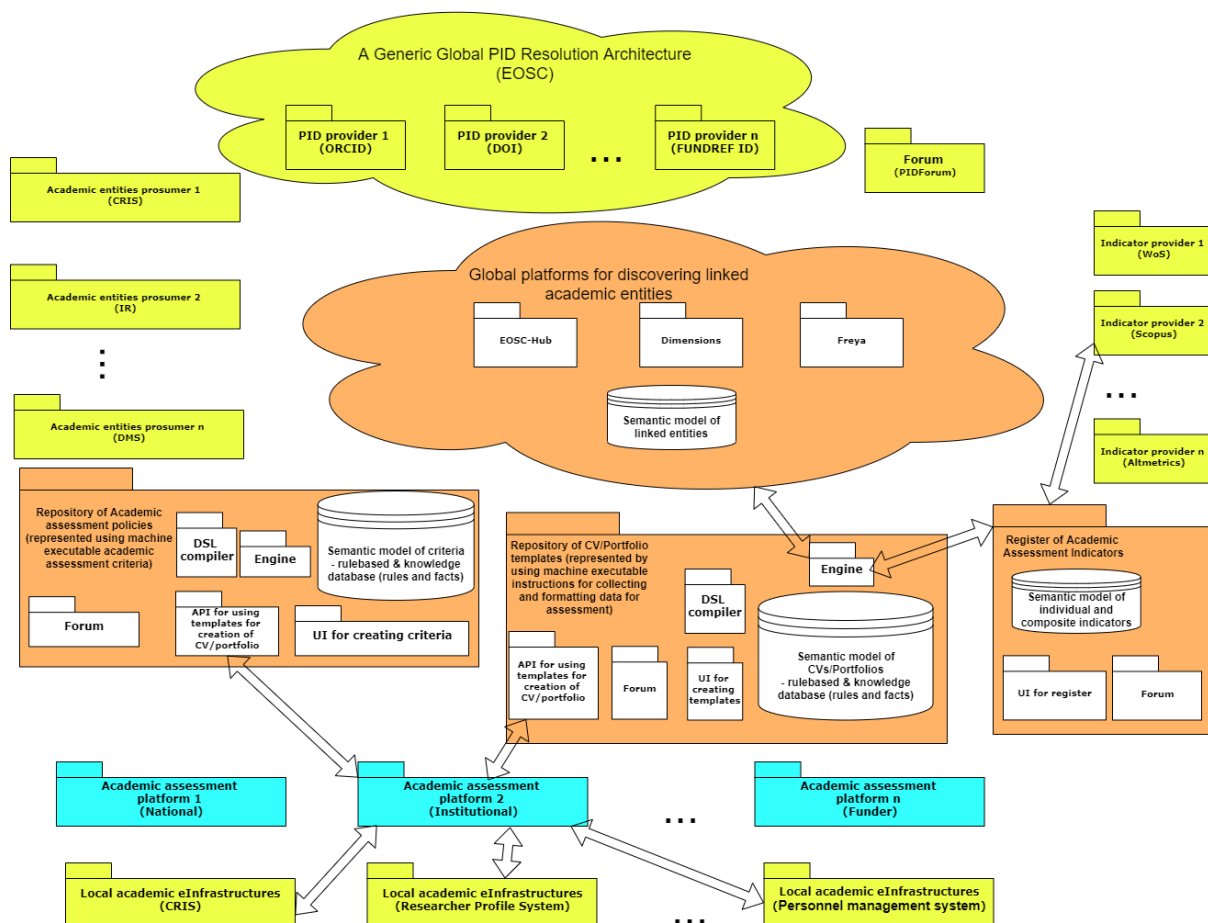 A Generic Global PID Resolution Architecture
(EOSC)
PID provider 1
(ORCID)
PID provider 2
(DOI)
...
PID provider n
(FUNDREF ID)
Forum
(PIDForum)
Academic entities prosumer 1
(CRIS)
Academic entities prosumer 2
(IR)
...
Academic entities prosumer n
(DMS)
Indicator provider 1
(WoS)
Indicator provider 2
(Scopus)
...
Indicator provider n
(Altmetrics)
Global platforms for discovering linked
academic entities
EOSC-Hub
Dimensions
Freya
Semantic model of
linked entities
Repository of Academic
assessment policies
(represented using machine
executable academic
assessment criteria)
DSL
compiler
Engine
Semantic model of criteria
- rulebased & knowledge
database (rules and facts)
Forum
API for using
templates for
creation of
CV/portfolio
UI for creating criteria
Repository of CV/Portfolio
templates (represented by
using machine executable
instructions for collecting
and formatting data for
assessment)
Engine
DSL
compiler
Semantic model of
CVs/Portfolios
- rulebased & knowledge
database (rules and facts)
API for using
templates for
creation of
CV/portfolio
Forum
UI for
creating
templates
Register of Academic
Assessment Indicators
Semantic model of
individual and
composite indicators
UI for register
Forum
Academic assessment
platform 1
(National)
Academic assessment
platform 2
(Institutional)
...
Academic assessment
platform n
(Funder)
Local academic eInfrastructures
(CRIS)
Local academic eInfrastructures
(Researcher Profile System)
...
Local academic eInfrastructures
(Personnel management system)